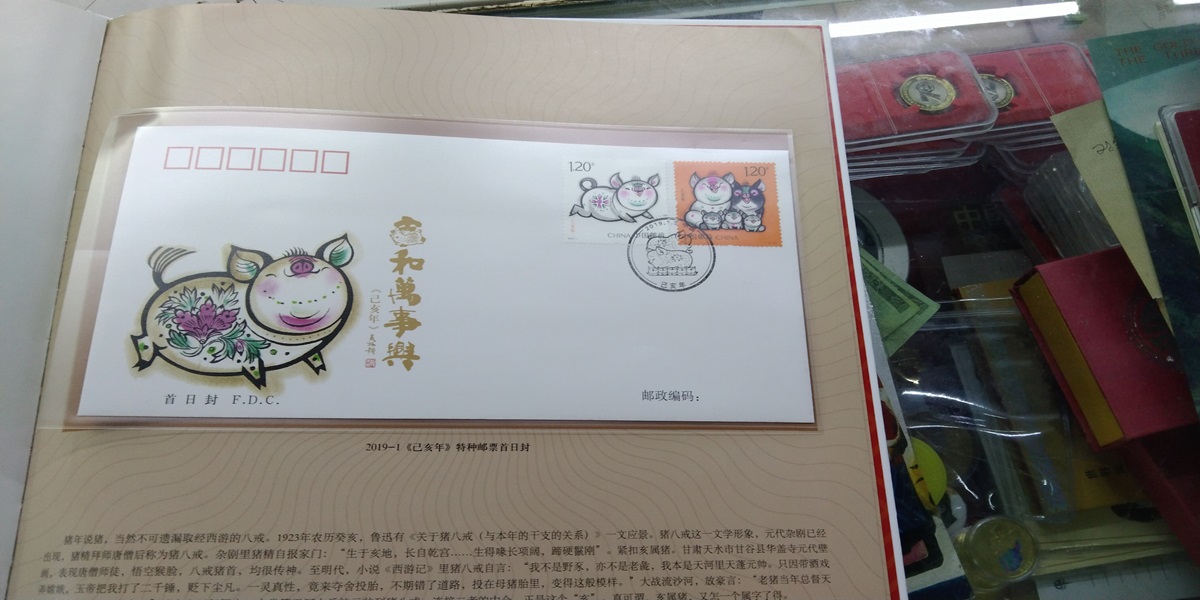 120
120
CHINA 中国邮政
CHINA
己亥年
和萬事興
(己亥年)
首日封 F.D.C.
邮政编码：
2019-1《己亥年》特种邮票首日封
猪年说猪，当然不可遗漏取经西游的八戒。1923年农历癸亥，鲁迅有《关于猪八戒（与本年的干支的关系）》一文应景。猪八戒这一文学形象，元代杂剧已经
出现，猪精拜师唐僧后称为猪八戒。杂剧里猪精自报家门：“生于亥地，长自乾宫……生得喙长项阔，蹄硬鬣刚”。紧扣亥属猪。甘肃天水市甘谷县华盖寺元代壁
画，表现唐僧师徒，悟空猴脸，八戒猪首，均很传神。至明代，小说《西游记》里猪八戒自言：“我不是野豕，亦不是老彘，我本是天河里天蓬元帅。只因带酒戏
弄嫦娥，玉帝把我打了二千锤，贬下尘凡。一灵真性，竟来夺舍投胎，不期错了道路，投在母猪胎里，变得这般模样。”大战流沙河，放豪言：“老猪当年总督天
THE
THE